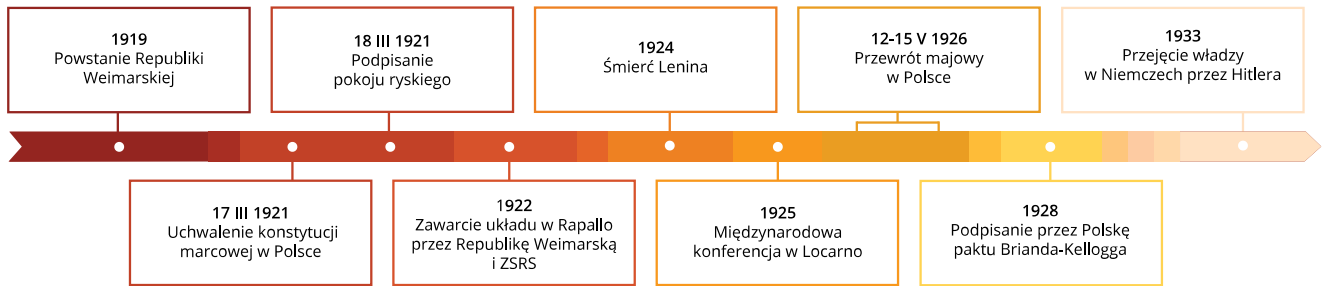 1919
Powstanie Republiki
Weimarskiej
18 III 1921
Podpisanie
pokoju ryskiego
1924
Śmierć Lenina
12-15 V 1926
Przewrót majowy
w Polsce
1933
Przejęcie władzy
w Niemczech przez Hitlera
17 III 1921
Uchwalenie konstytucji
marcowej w Polsce
1922
Zawarcie układu w Rapallo
przez Republikę Weimarską
i ZSRS
1925
Międzynarodowa
konferencja w Locarno
1928
Podpisanie przez Polskę
paktu Brianda-Kellogga